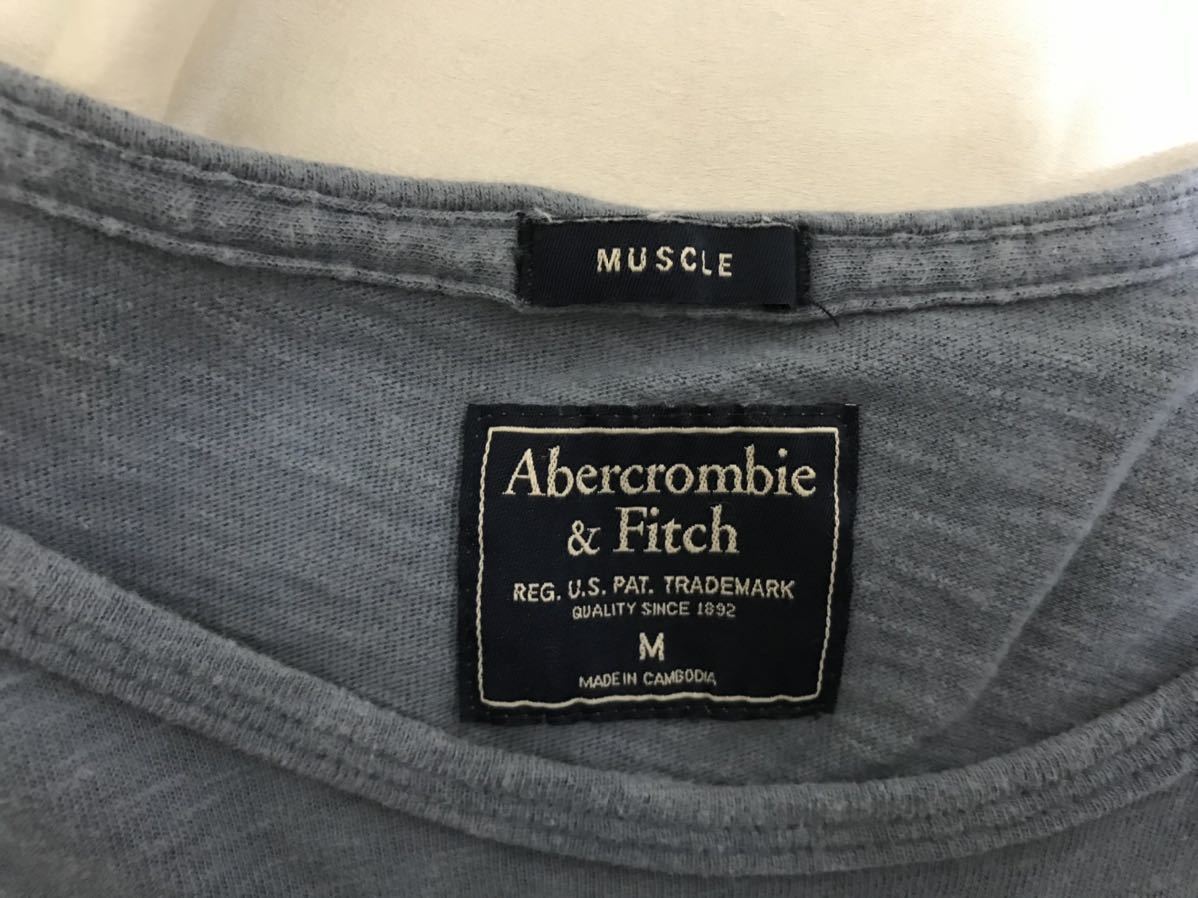 MUSCLE
Abercrombie
& Fitch
REG. U.S. PAT. TRADEMARK
QUALITY SINCE 1892
M
MADE IN CAMBODIA